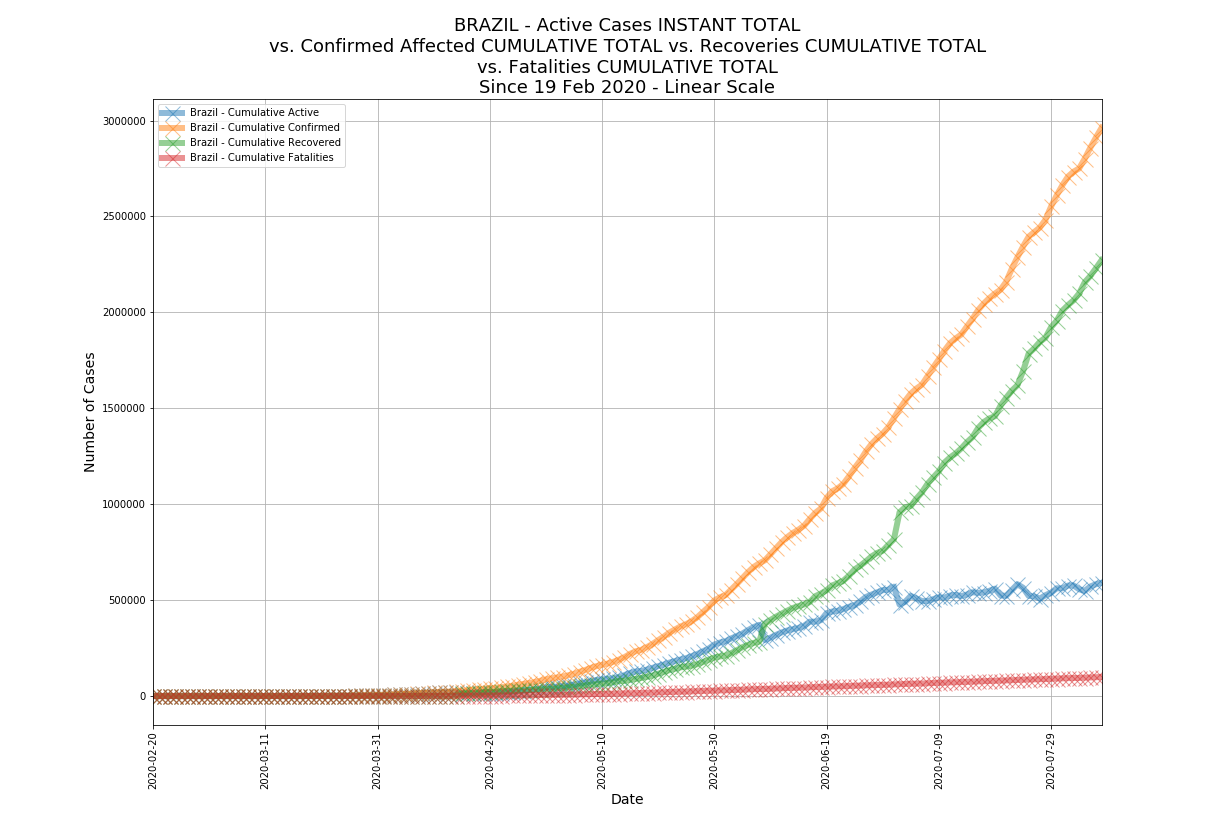 BRAZIL - Active Cases INSTANT TOTAL
vs. Confirmed Affected CUMULATIVE TOTAL vs. Recoveries CUMULATIVE TOTAL
vs. Fatalities CUMULATIVE TOTAL
Since 19 Feb 2020 - Linear Scale
Brazil - Cumulative Active
Brazil - Cumulative Confirmed
Brazil - Cumulative Recovered
Brazil - Cumulative Fatalities
Number of Cases
3000000
2500000
2000000
1500000
1000000
500000
0
2020-02-20
2020-03-11
2020-03-31
2020-04-20
2020-05-10
2020-05-30
2020-06-19
2020-07-09
2020-07-29
Date